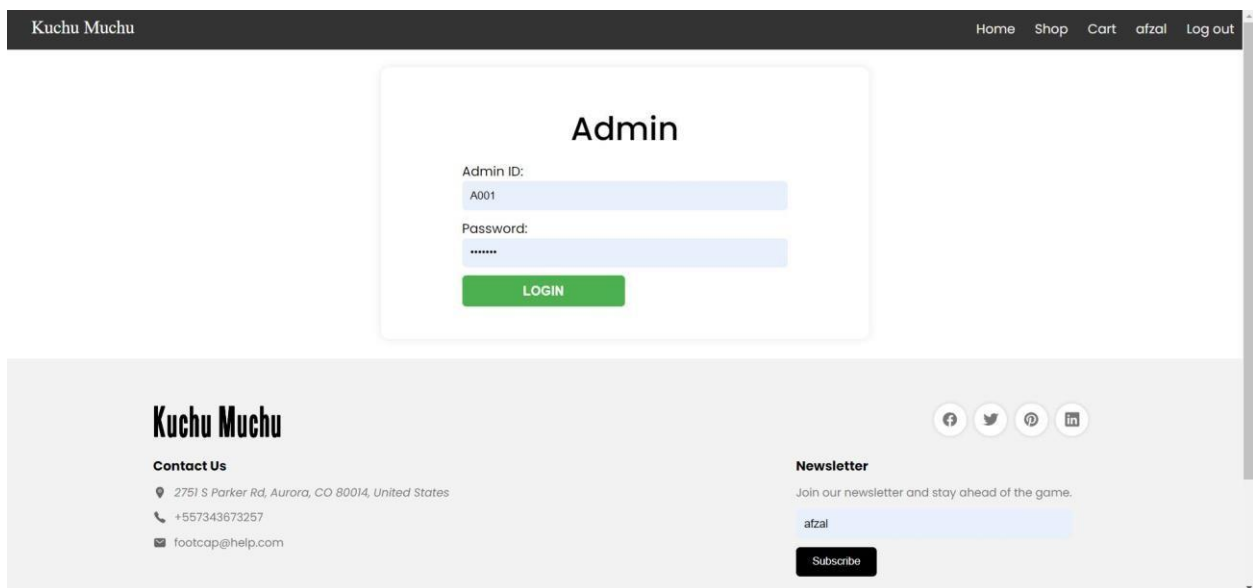 Kuchu Muchu
Home Shop Cart afzal Log out
Admin
Admin ID:
A001
Password:
•••••••
LOGIN
Kuchu Muchu
Contact Us
2751 S Parker Rd, Aurora, CO 80014, United States
+557343673257
footcap@help.com
Newsletter
Join our newsletter and stay ahead of the game.
afzal
Subscribe